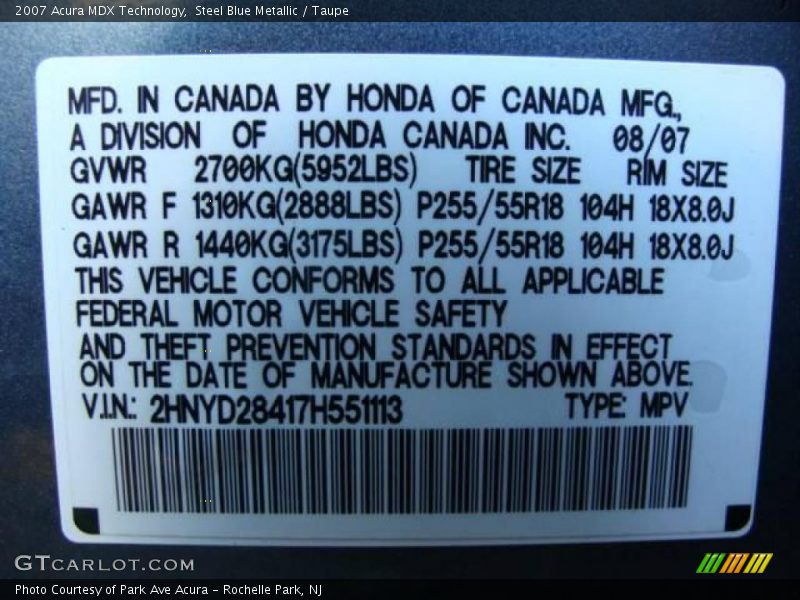 2007 Acura MDX Technology, Steel Blue Metallic / Taupe
MFD. IN CANADA BY HONDA OF CANADA MFG.,
A DIVISION OF HONDA CANADA INC. 08/07
GVWR 2700KG(5952LBS) TIRE SIZE RIM SIZE
GAWR F 1310KG(2888LBS) P255/55R18 104H 18X8.0J
GAWR R 1440KG(3175LBS) P255/55R18 104H 18X8.0J
THIS VEHICLE CONFORMS TO ALL APPLICABLE
FEDERAL MOTOR VEHICLE SAFETY
AND THEFT PREVENTION STANDARDS IN EFFECT
ON THE DATE OF MANUFACTURE SHOWN ABOVE.
V.I.N.: 2HNYD28417H551113 TYPE: MPV
GTCARLOT.COM
Photo Courtesy of Park Ave Acura - Rochelle Park, NJ